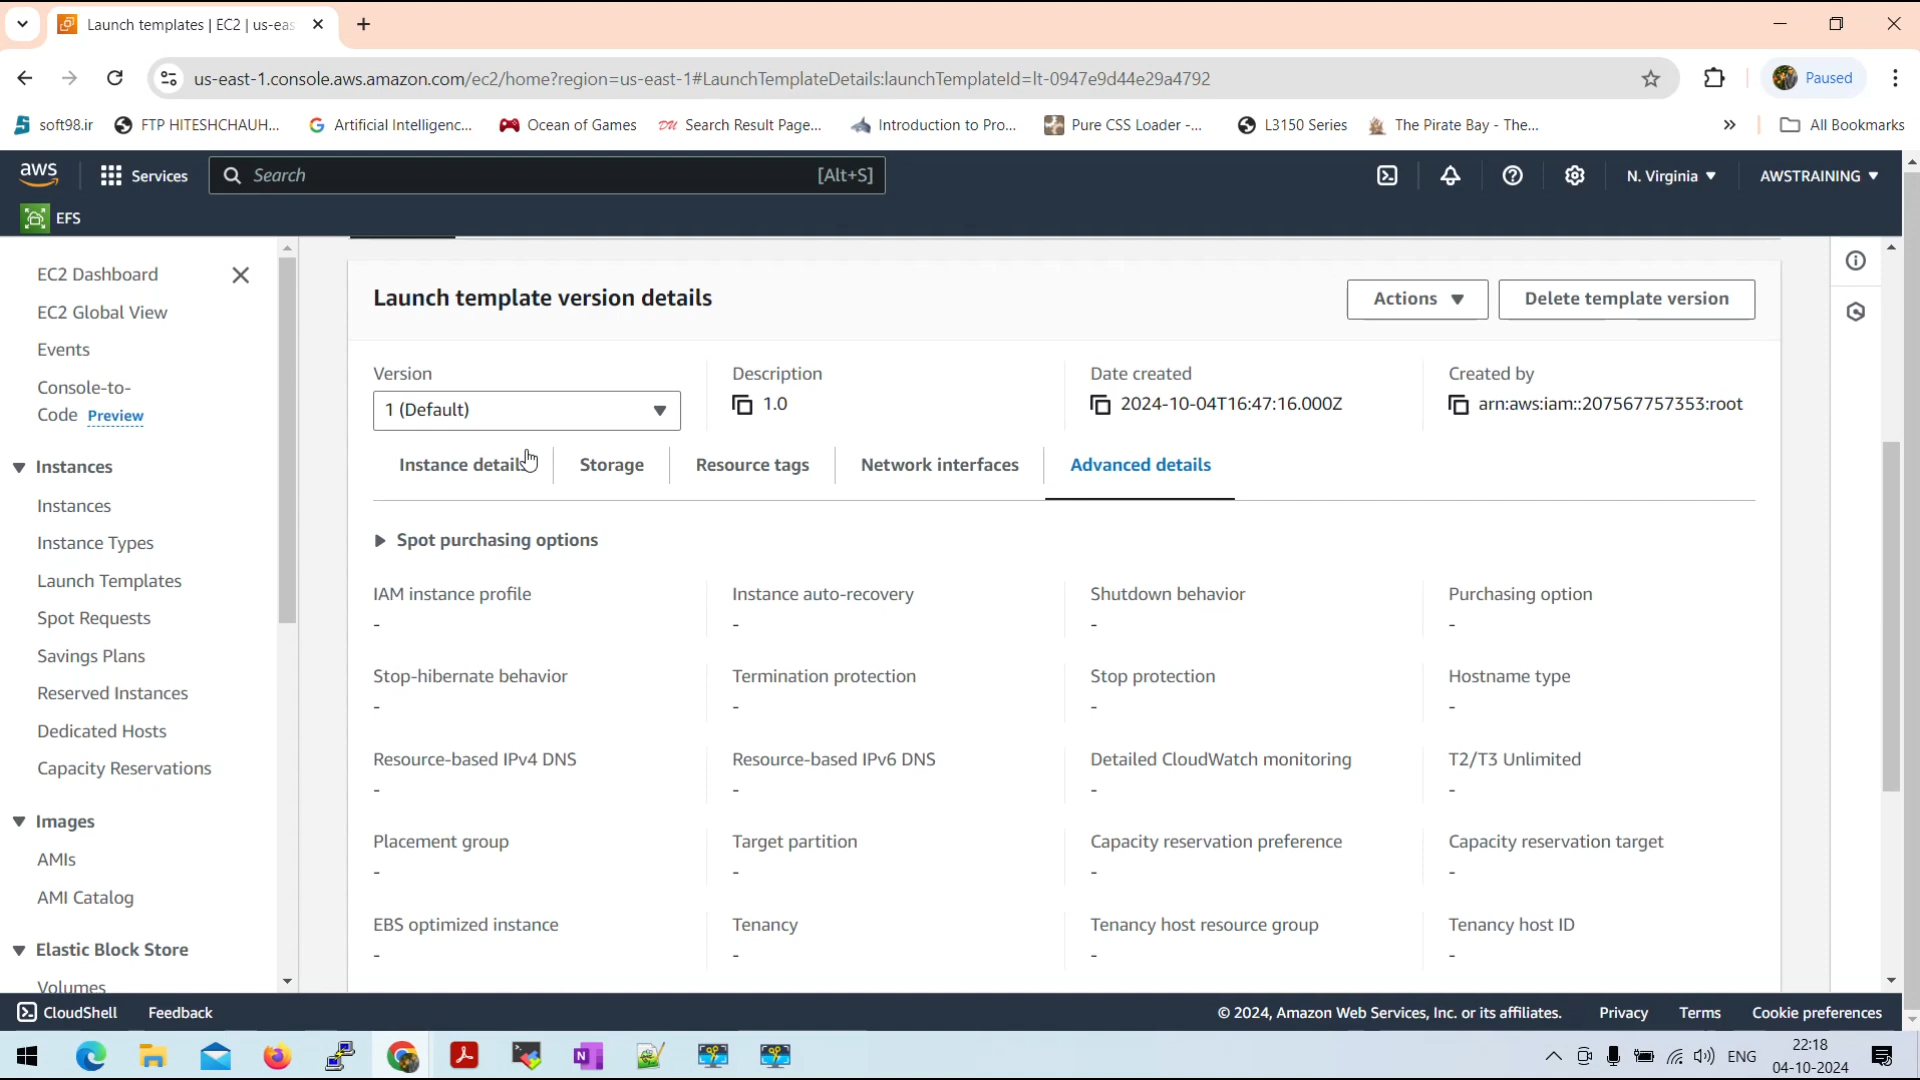 Launch templates | EC2 | us-eas
us-east-1.console.aws.amazon.com/ec2/home?region=us-east-1#LaunchTemplateDetails:launchTemplateId=lt-0947e9d44e29a4792
Paused
soft98.ir
FTP HITESHCHAUH...
Artificial Intelligenc...
Ocean of Games
DU Search Result Page...
Introduction to Pro...
Pure CSS Loader -...
L3150 Series
The Pirate Bay - The...
All Bookmarks
aws
Services
Search
[Alt+S]
N. Virginia
AWSTRAINING
EFS
EC2 Dashboard
EC2 Global View
Events
Console-to-
Code Preview
Instances
Instances
Instance Types
Launch Templates
Spot Requests
Savings Plans
Reserved Instances
Dedicated Hosts
Capacity Reservations
Images
AMIs
AMI Catalog
Elastic Block Store
Volumes
Launch template version details
Actions
Delete template version
Version
1 (Default)
Description
1.0
Date created
2024-10-04T16:47:16.000Z
Created by
arn:aws:iam::207567757353:root
Instance details
Storage
Resource tags
Network interfaces
Advanced details
Spot purchasing options
IAM instance profile
-
Instance auto-recovery
-
Shutdown behavior
-
Purchasing option
-
Stop-hibernate behavior
-
Termination protection
-
Stop protection
-
Hostname type
-
Resource-based IPv4 DNS
-
Resource-based IPv6 DNS
-
Detailed CloudWatch monitoring
-
T2/T3 Unlimited
-
Placement group
-
Target partition
-
Capacity reservation preference
-
Capacity reservation target
-
EBS optimized instance
-
Tenancy
-
Tenancy host resource group
-
Tenancy host ID
-
CloudShell
Feedback
© 2024, Amazon Web Services, Inc. or its affiliates.
Privacy
Terms
Cookie preferences
ENG
22:18
04-10-2024